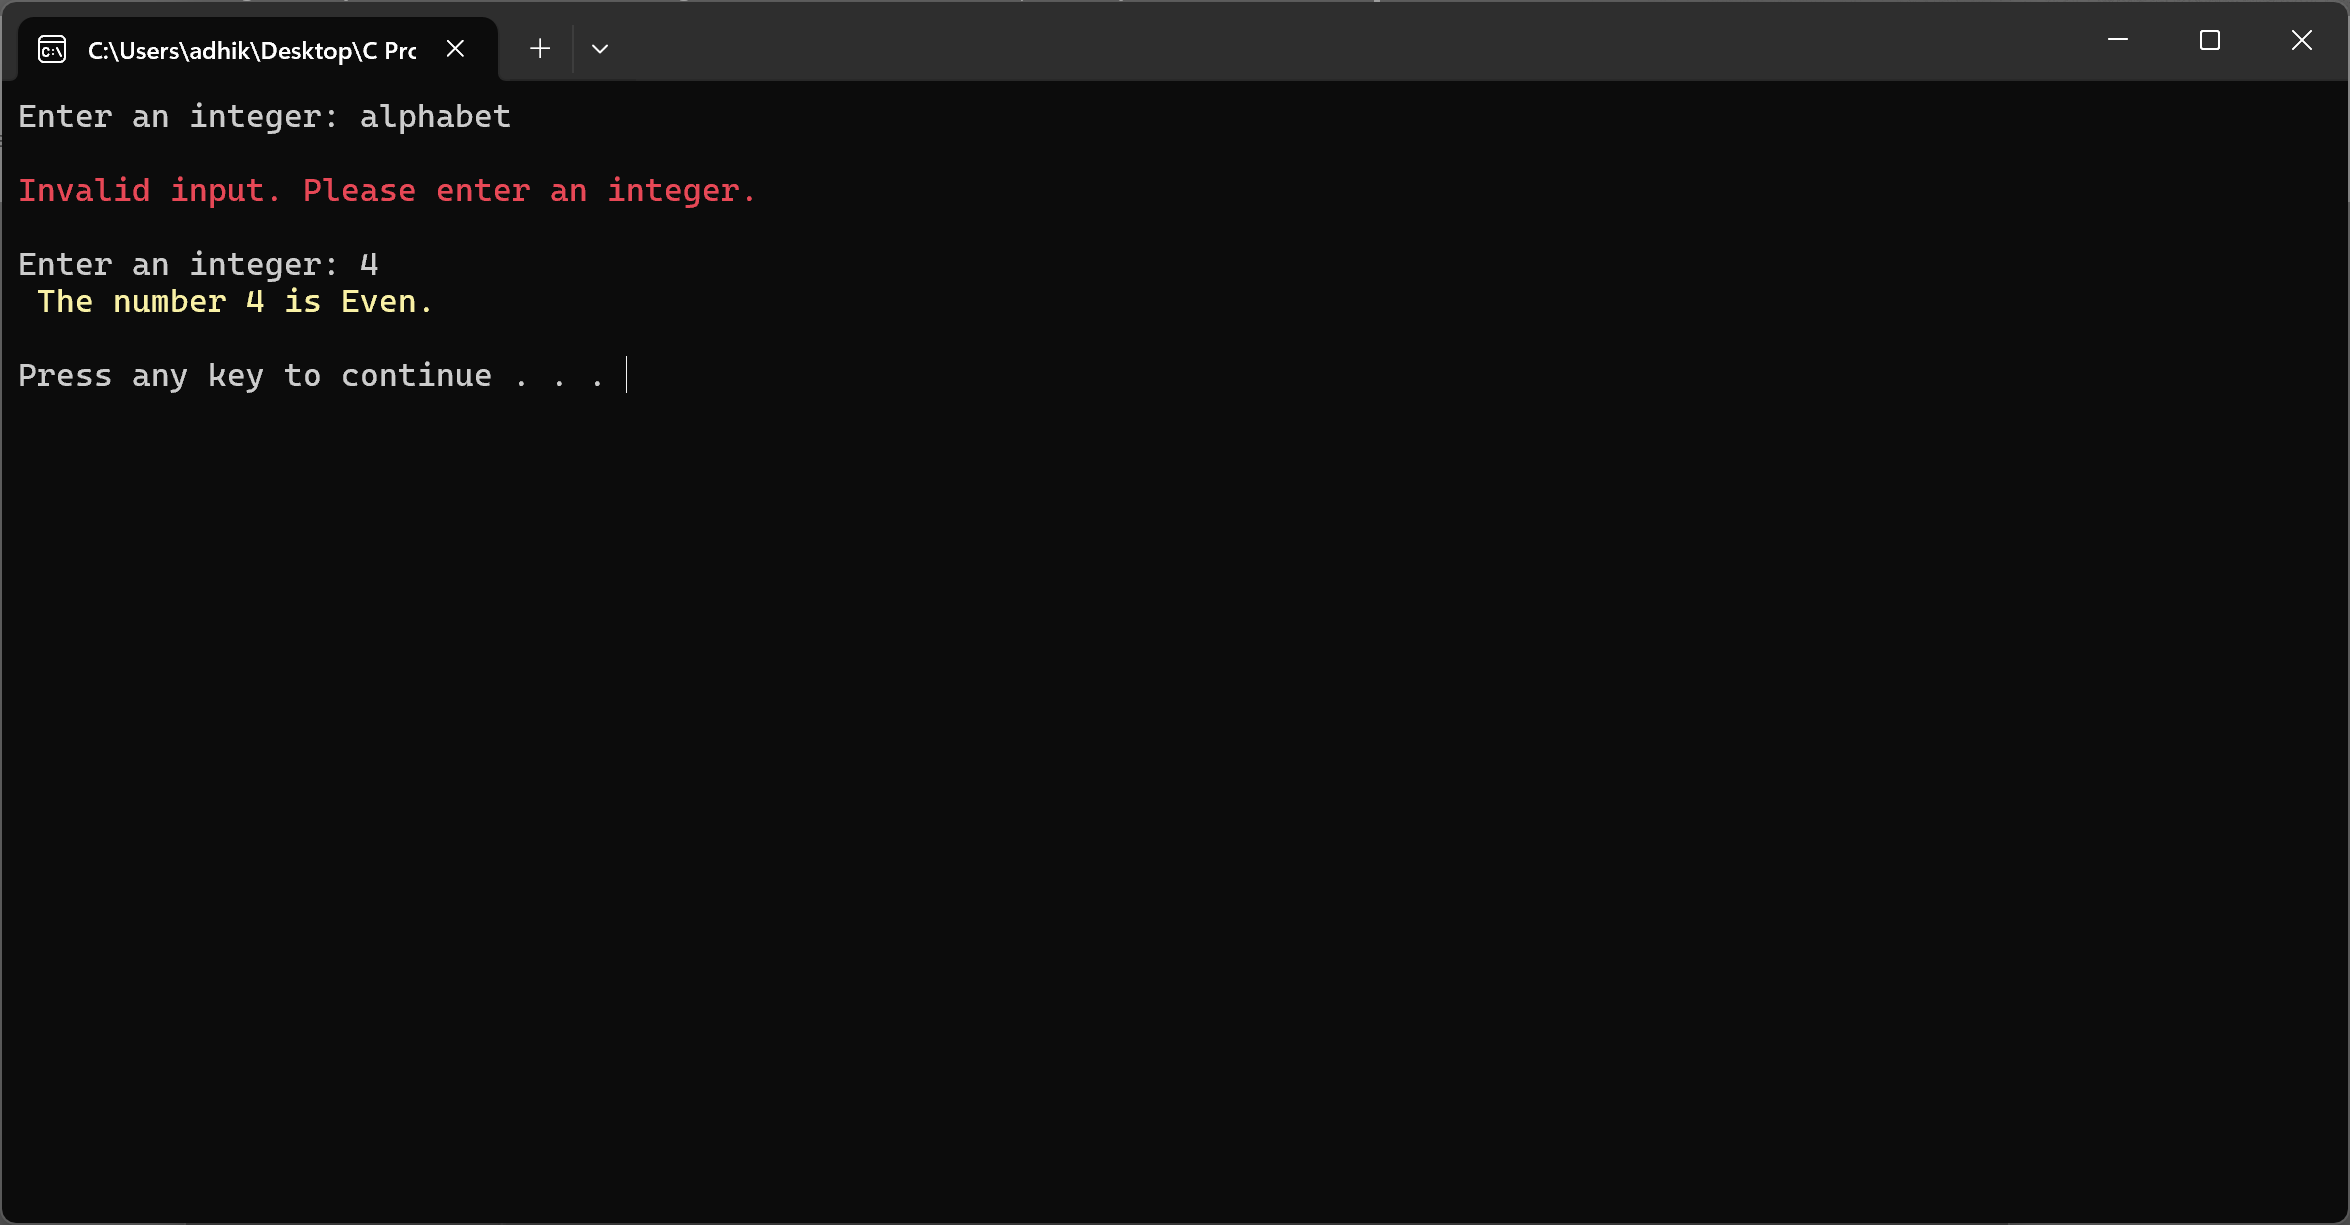 C:\Users\adhik\Desktop\C Prc
Enter an integer: alphabet
Invalid input. Please enter an integer.
Enter an integer: 4
The number 4 is Even.
Press any key to continue . . .